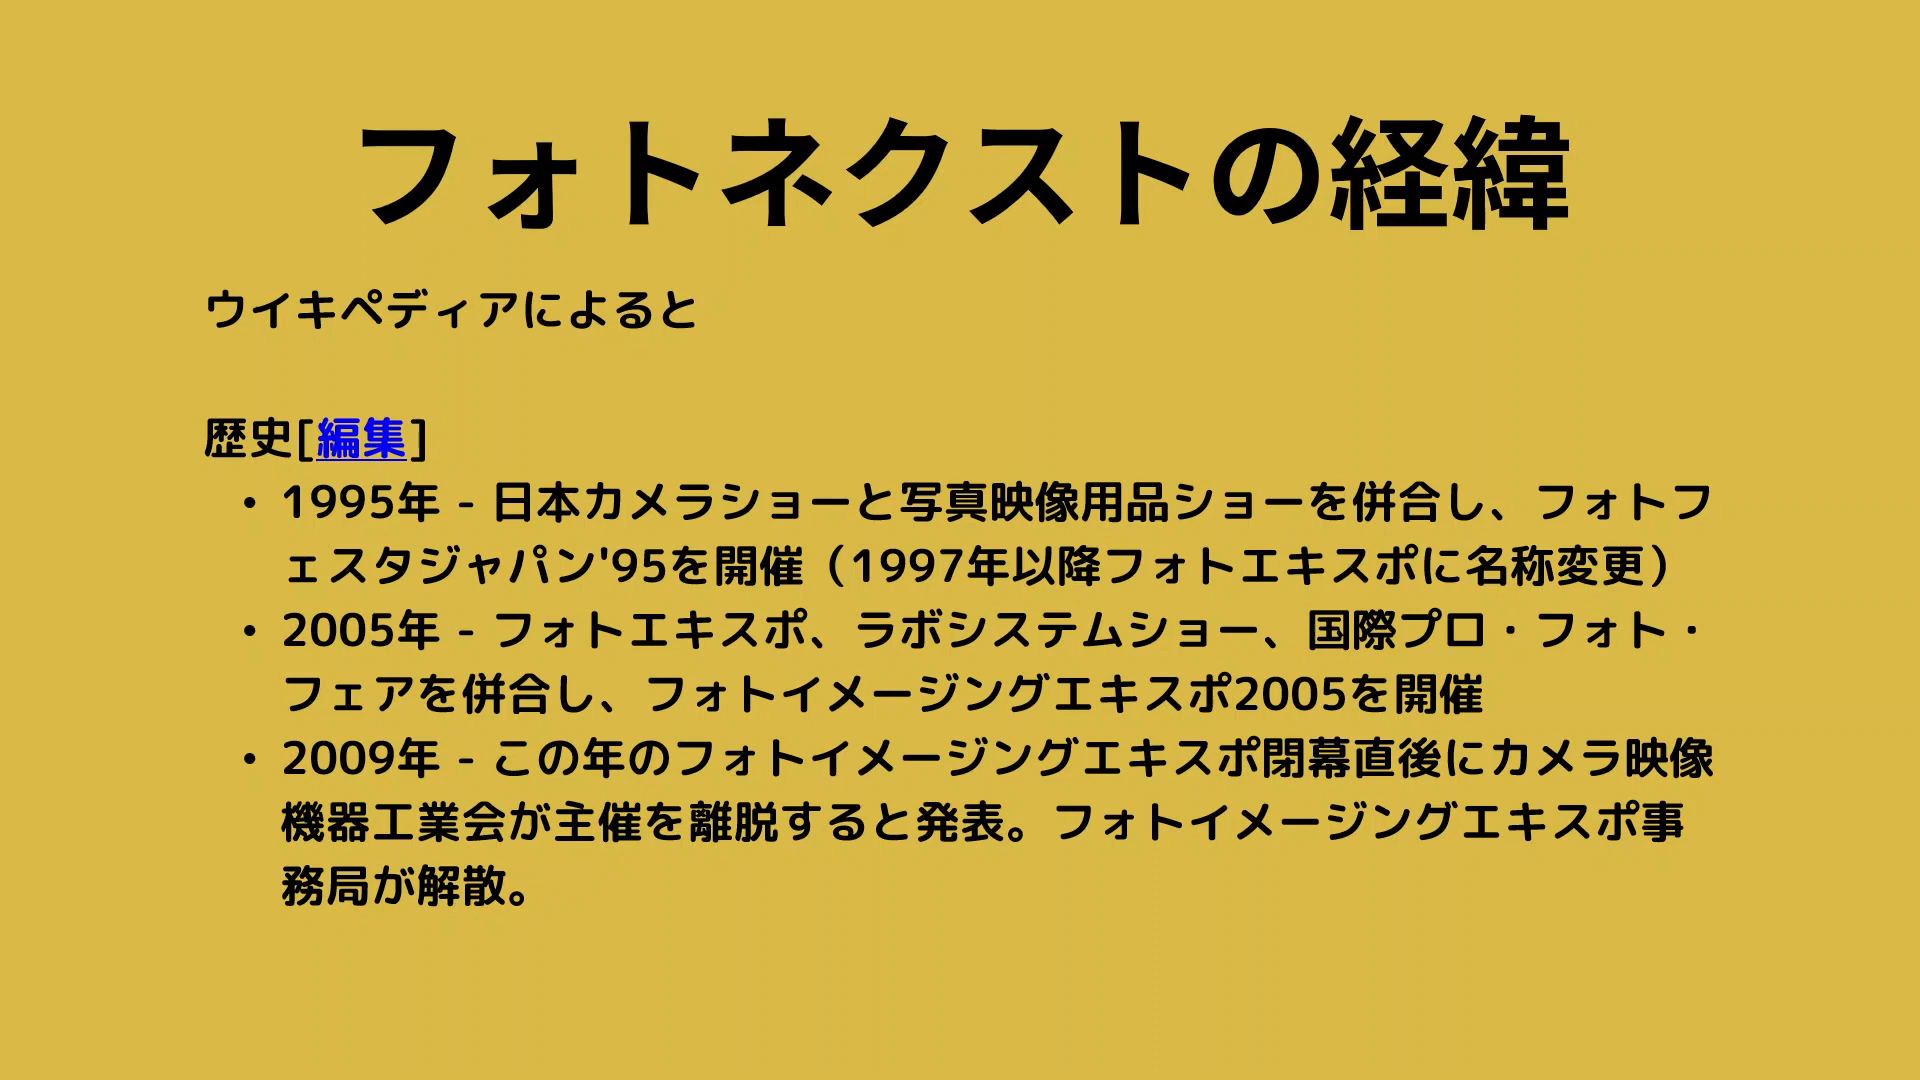 フォトネクストの経緯
ウイキペディアによると
歴史[編集]
• 1995年 - 日本カメラショーと写真映像用品ショーを併合し、フォトフ
ェスタジャパン'95を開催（1997年以降フォトエキスポに名称変更）
• 2005年 - フォトエキスポ、ラボシステムショー、国際プロ・フォト・
フェアを併合し、フォトイメージングエキスポ2005を開催
• 2009年 - この年のフォトイメージングエキスポ閉幕直後にカメラ映像
機器工業会が主催を離脱すると発表。フォトイメージングエキスポ事
務局が解散。